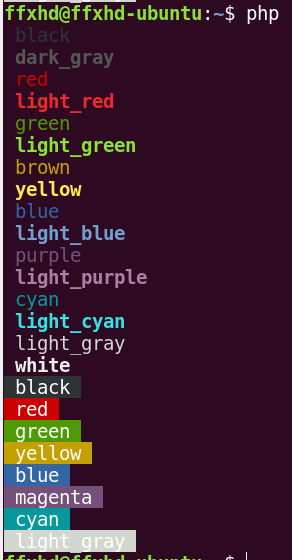 ffxhd@ffxhd-ubuntu:~$ php
black
dark_gray
red
light_red
green
light_green
brown
yellow
blue
light_blue
purple
light_purple
cyan
light_cyan
light_gray
white
black
red
green
yellow
blue
magenta
cyan
light_gray
ffxhd@ffxhd-ubuntu:~$